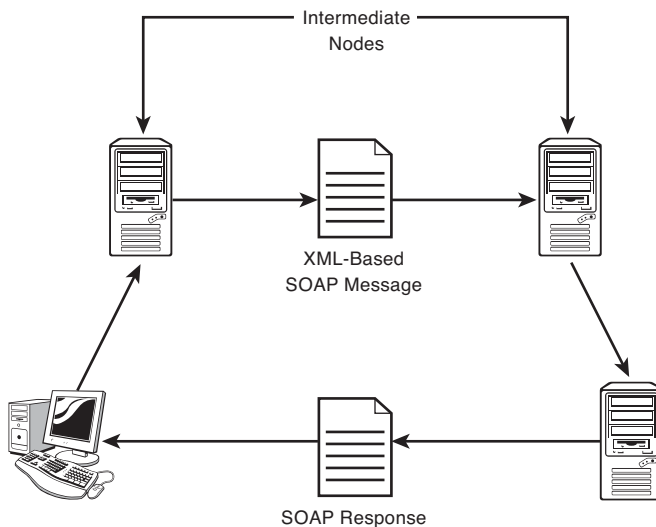 Intermediate
Nodes
XML-Based
SOAP Message
SOAP Response